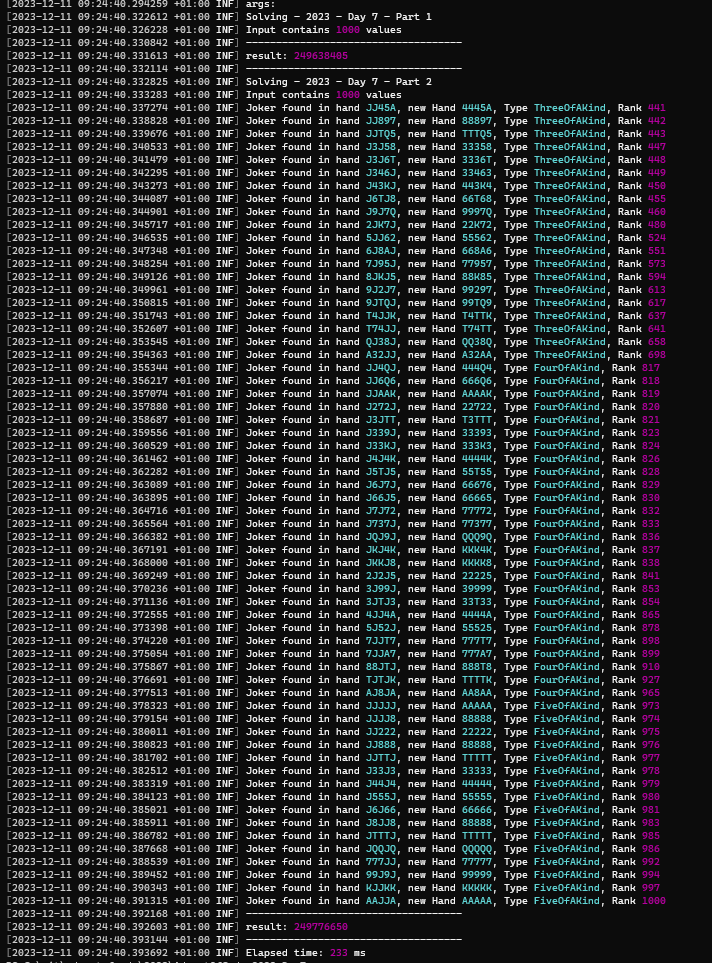 [2023-12-11 09:24:40.294259 +01:00 INF] args:
[2023-12-11 09:24:40.322612 +01:00 INF] Solving - 2023 - Day 7 - Part 1
[2023-12-11 09:24:40.326228 +01:00 INF] Input contains 1000 values
[2023-12-11 09:24:40.330842 +01:00 INF] ------------------------------------
[2023-12-11 09:24:40.331613 +01:00 INF] result: 249638405
[2023-12-11 09:24:40.332114 +01:00 INF] ------------------------------------
[2023-12-11 09:24:40.332825 +01:00 INF] Solving - 2023 - Day 7 - Part 2
[2023-12-11 09:24:40.333283 +01:00 INF] Input contains 1000 values
[2023-12-11 09:24:40.337274 +01:00 INF] Joker found in hand JJ45A, new Hand 4445A, Type ThreeOfAKind, Rank 441
[2023-12-11 09:24:40.338828 +01:00 INF] Joker found in hand JJ897, new Hand 88897, Type ThreeOfAKind, Rank 442
[2023-12-11 09:24:40.339676 +01:00 INF] Joker found in hand JJTQ5, new Hand TTTQ5, Type ThreeOfAKind, Rank 443
[2023-12-11 09:24:40.340533 +01:00 INF] Joker found in hand J3J58, new Hand 33358, Type ThreeOfAKind, Rank 447
[2023-12-11 09:24:40.341479 +01:00 INF] Joker found in hand J3J6T, new Hand 3336T, Type ThreeOfAKind, Rank 448
[2023-12-11 09:24:40.342295 +01:00 INF] Joker found in hand J346J, new Hand 33463, Type ThreeOfAKind, Rank 449
[2023-12-11 09:24:40.343273 +01:00 INF] Joker found in hand J43KJ, new Hand 443K4, Type ThreeOfAKind, Rank 450
[2023-12-11 09:24:40.344087 +01:00 INF] Joker found in hand J6TJ8, new Hand 66T68, Type ThreeOfAKind, Rank 455
[2023-12-11 09:24:40.344901 +01:00 INF] Joker found in hand J9J7Q, new Hand 9997Q, Type ThreeOfAKind, Rank 460
[2023-12-11 09:24:40.345717 +01:00 INF] Joker found in hand 2JK7J, new Hand 22K72, Type ThreeOfAKind, Rank 480
[2023-12-11 09:24:40.346535 +01:00 INF] Joker found in hand 5JJ62, new Hand 55562, Type ThreeOfAKind, Rank 524
[2023-12-11 09:24:40.347348 +01:00 INF] Joker found in hand 6J8AJ, new Hand 668A6, Type ThreeOfAKind, Rank 551
[2023-12-11 09:24:40.348254 +01:00 INF] Joker found in hand 7J95J, new Hand 77957, Type ThreeOfAKind, Rank 573
[2023-12-11 09:24:40.349126 +01:00 INF] Joker found in hand 8JKJ5, new Hand 88K85, Type ThreeOfAKind, Rank 594
[2023-12-11 09:24:40.349961 +01:00 INF] Joker found in hand 9J2J7, new Hand 99297, Type ThreeOfAKind, Rank 613
[2023-12-11 09:24:40.350815 +01:00 INF] Joker found in hand 9JTQJ, new Hand 99TQ9, Type ThreeOfAKind, Rank 617
[2023-12-11 09:24:40.351743 +01:00 INF] Joker found in hand T4JJK, new Hand T4TTK, Type ThreeOfAKind, Rank 637
[2023-12-11 09:24:40.352607 +01:00 INF] Joker found in hand T74JJ, new Hand T74TT, Type ThreeOfAKind, Rank 641
[2023-12-11 09:24:40.353545 +01:00 INF] Joker found in hand QJ38J, new Hand QQ38Q, Type ThreeOfAKind, Rank 658
[2023-12-11 09:24:40.354363 +01:00 INF] Joker found in hand A32JJ, new Hand A32AA, Type ThreeOfAKind, Rank 698
[2023-12-11 09:24:40.355344 +01:00 INF] Joker found in hand JJ4QJ, new Hand 444Q4, Type FourOfAKind, Rank 817
[2023-12-11 09:24:40.356217 +01:00 INF] Joker found in hand JJ6Q6, new Hand 666Q6, Type FourOfAKind, Rank 818
[2023-12-11 09:24:40.357074 +01:00 INF] Joker found in hand JJAAK, new Hand AAAAK, Type FourOfAKind, Rank 819
[2023-12-11 09:24:40.357880 +01:00 INF] Joker found in hand J272J, new Hand 22722, Type FourOfAKind, Rank 820
[2023-12-11 09:24:40.358687 +01:00 INF] Joker found in hand J3JTT, new Hand T3TTT, Type FourOfAKind, Rank 821
[2023-12-11 09:24:40.359556 +01:00 INF] Joker found in hand J339J, new Hand 33393, Type FourOfAKind, Rank 823
[2023-12-11 09:24:40.360529 +01:00 INF] Joker found in hand J33KJ, new Hand 333K3, Type FourOfAKind, Rank 824
[2023-12-11 09:24:40.361462 +01:00 INF] Joker found in hand J4J4K, new Hand 4444K, Type FourOfAKind, Rank 826
[2023-12-11 09:24:40.362282 +01:00 INF] Joker found in hand J5TJ5, new Hand 55T55, Type FourOfAKind, Rank 828
[2023-12-11 09:24:40.363089 +01:00 INF] Joker found in hand J6J7J, new Hand 66676, Type FourOfAKind, Rank 829
[2023-12-11 09:24:40.363895 +01:00 INF] Joker found in hand J66J5, new Hand 66665, Type FourOfAKind, Rank 830
[2023-12-11 09:24:40.364716 +01:00 INF] Joker found in hand J7J72, new Hand 77772, Type FourOfAKind, Rank 832
[2023-12-11 09:24:40.365564 +01:00 INF] Joker found in hand J737J, new Hand 77377, Type FourOfAKind, Rank 833
[2023-12-11 09:24:40.366382 +01:00 INF] Joker found in hand JQJ9J, new Hand QQQ9Q, Type FourOfAKind, Rank 836
[2023-12-11 09:24:40.367191 +01:00 INF] Joker found in hand JKJ4K, new Hand KKK4K, Type FourOfAKind, Rank 837
[2023-12-11 09:24:40.368000 +01:00 INF] Joker found in hand JKKJ8, new Hand KKKK8, Type FourOfAKind, Rank 838
[2023-12-11 09:24:40.369249 +01:00 INF] Joker found in hand 2J2J5, new Hand 22225, Type FourOfAKind, Rank 841
[2023-12-11 09:24:40.370236 +01:00 INF] Joker found in hand 3J99J, new Hand 39999, Type FourOfAKind, Rank 853
[2023-12-11 09:24:40.371136 +01:00 INF] Joker found in hand 3JTJ3, new Hand 33T33, Type FourOfAKind, Rank 854
[2023-12-11 09:24:40.372555 +01:00 INF] Joker found in hand 4JJ4A, new Hand 4444A, Type FourOfAKind, Rank 865
[2023-12-11 09:24:40.373398 +01:00 INF] Joker found in hand 5J52J, new Hand 55525, Type FourOfAKind, Rank 878
[2023-12-11 09:24:40.374220 +01:00 INF] Joker found in hand 7JJT7, new Hand 777T7, Type FourOfAKind, Rank 898
[2023-12-11 09:24:40.375054 +01:00 INF] Joker found in hand 7JJA7, new Hand 777A7, Type FourOfAKind, Rank 899
[2023-12-11 09:24:40.375867 +01:00 INF] Joker found in hand 88JTJ, new Hand 888T8, Type FourOfAKind, Rank 910
[2023-12-11 09:24:40.376691 +01:00 INF] Joker found in hand TJTJK, new Hand TTTTK, Type FourOfAKind, Rank 927
[2023-12-11 09:24:40.377513 +01:00 INF] Joker found in hand AJ8JA, new Hand AA8AA, Type FourOfAKind, Rank 965
[2023-12-11 09:24:40.378323 +01:00 INF] Joker found in hand JJJJJ, new Hand AAAAA, Type FiveOfAKind, Rank 973
[2023-12-11 09:24:40.379154 +01:00 INF] Joker found in hand JJJJ8, new Hand 88888, Type FiveOfAKind, Rank 974
[2023-12-11 09:24:40.380011 +01:00 INF] Joker found in hand JJ222, new Hand 22222, Type FiveOfAKind, Rank 975
[2023-12-11 09:24:40.380823 +01:00 INF] Joker found in hand JJ888, new Hand 88888, Type FiveOfAKind, Rank 976
[2023-12-11 09:24:40.381702 +01:00 INF] Joker found in hand JJTTJ, new Hand TTTTT, Type FiveOfAKind, Rank 977
[2023-12-11 09:24:40.382512 +01:00 INF] Joker found in hand J33J3, new Hand 33333, Type FiveOfAKind, Rank 978
[2023-12-11 09:24:40.383319 +01:00 INF] Joker found in hand J44J4, new Hand 44444, Type FiveOfAKind, Rank 979
[2023-12-11 09:24:40.384123 +01:00 INF] Joker found in hand J555J, new Hand 55555, Type FiveOfAKind, Rank 980
[2023-12-11 09:24:40.385021 +01:00 INF] Joker found in hand J6J66, new Hand 66666, Type FiveOfAKind, Rank 981
[2023-12-11 09:24:40.385911 +01:00 INF] Joker found in hand J8JJ8, new Hand 88888, Type FiveOfAKind, Rank 983
[2023-12-11 09:24:40.386782 +01:00 INF] Joker found in hand JTTTJ, new Hand TTTTT, Type FiveOfAKind, Rank 985
[2023-12-11 09:24:40.387668 +01:00 INF] Joker found in hand JQQJQ, new Hand QQQQQ, Type FiveOfAKind, Rank 986
[2023-12-11 09:24:40.388539 +01:00 INF] Joker found in hand 777JJ, new Hand 77777, Type FiveOfAKind, Rank 992
[2023-12-11 09:24:40.389452 +01:00 INF] Joker found in hand 99J9J, new Hand 99999, Type FiveOfAKind, Rank 994
[2023-12-11 09:24:40.390343 +01:00 INF] Joker found in hand KJJKK, new Hand KKKKK, Type FiveOfAKind, Rank 997
[2023-12-11 09:24:40.391315 +01:00 INF] Joker found in hand AAJJA, new Hand AAAAA, Type FiveOfAKind, Rank 1000
[2023-12-11 09:24:40.392168 +01:00 INF] ------------------------------------
[2023-12-11 09:24:40.392603 +01:00 INF] result: 249776650
[2023-12-11 09:24:40.393144 +01:00 INF] ------------------------------------
[2023-12-11 09:24:40.393692 +01:00 INF] Elapsed time: 233 ms